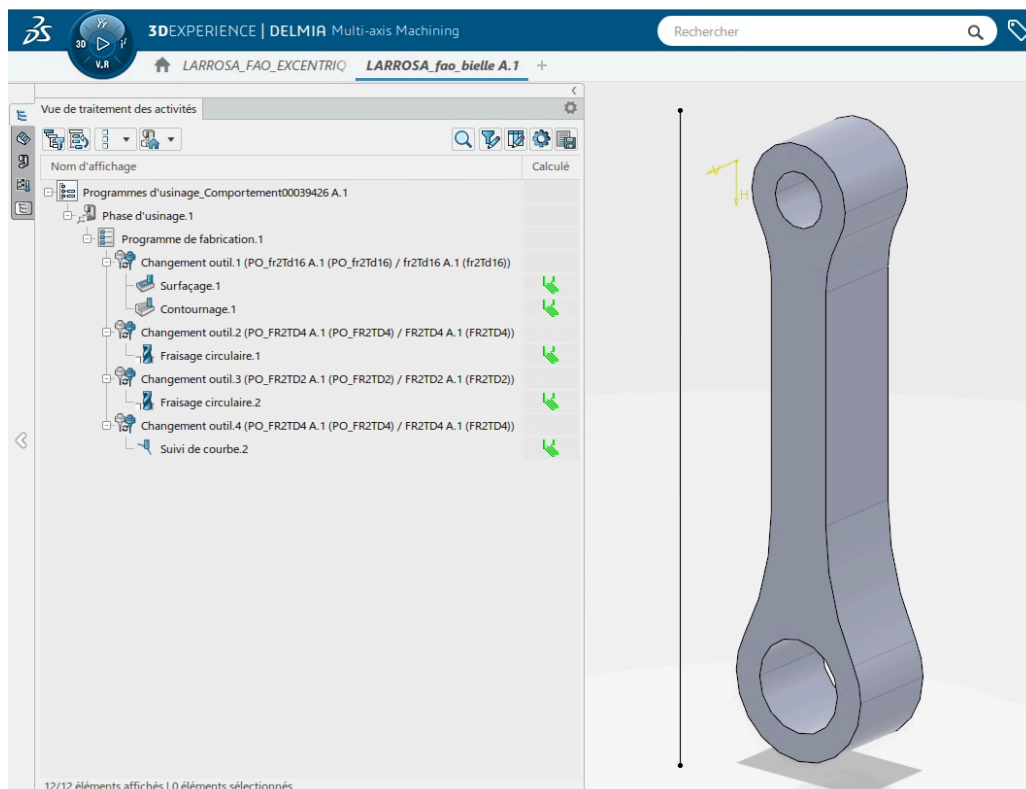 3DEXPERIENCE | DELMIA Multi-axis Machining
Rechercher
3D
V.R
LARROSA_FAO_EXCENTRIQ
LARROSA_fao_bielle A.1
Vue de traitement des activités
Nom d'affichage
Calculé
Programmes d'usinage_Comportement00039426 A.1
Phase d'usinage.1
Programme de fabrication.1
Changement outil.1 (PO_fr2Td16 A.1 (PO_fr2Td16) / fr2Td16 A.1 (fr2Td16))
Surfaçage.1
Contournage.1
Changement outil.2 (PO_FR2TD4 A.1 (PO_FR2TD4) / FR2TD4 A.1 (FR2TD4))
Fraisage circulaire.1
Changement outil.3 (PO_FR2TD2 A.1 (PO_FR2TD2) / FR2TD2 A.1 (FR2TD2))
Fraisage circulaire.2
Changement outil.4 (PO_FR2TD4 A.1 (PO_FR2TD4) / FR2TD4 A.1 (FR2TD4))
Suivi de courbe.2
V
H
12/12 éléments affichés | 0 éléments sélectionnés